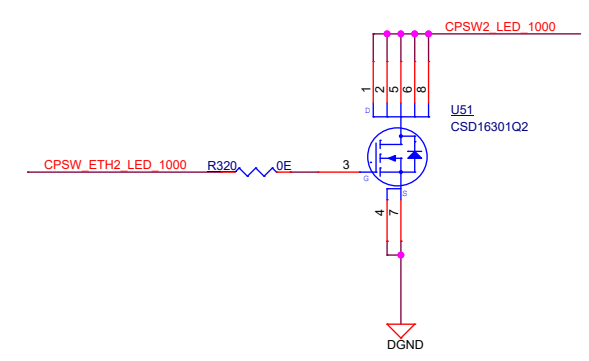 CPSW2_LED_1000
1
2
5
6
8
D
U51
CSD16301Q2
CPSW_ETH2_LED_1000
R320
0E
3
G
S
4
7
DGND